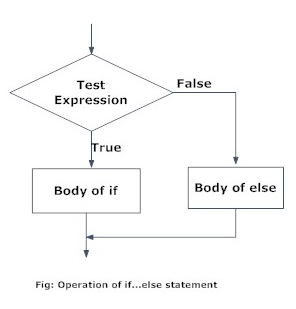 Test
Expression
False
True
Body of if
Body of else
Fig: Operation of if...else statement